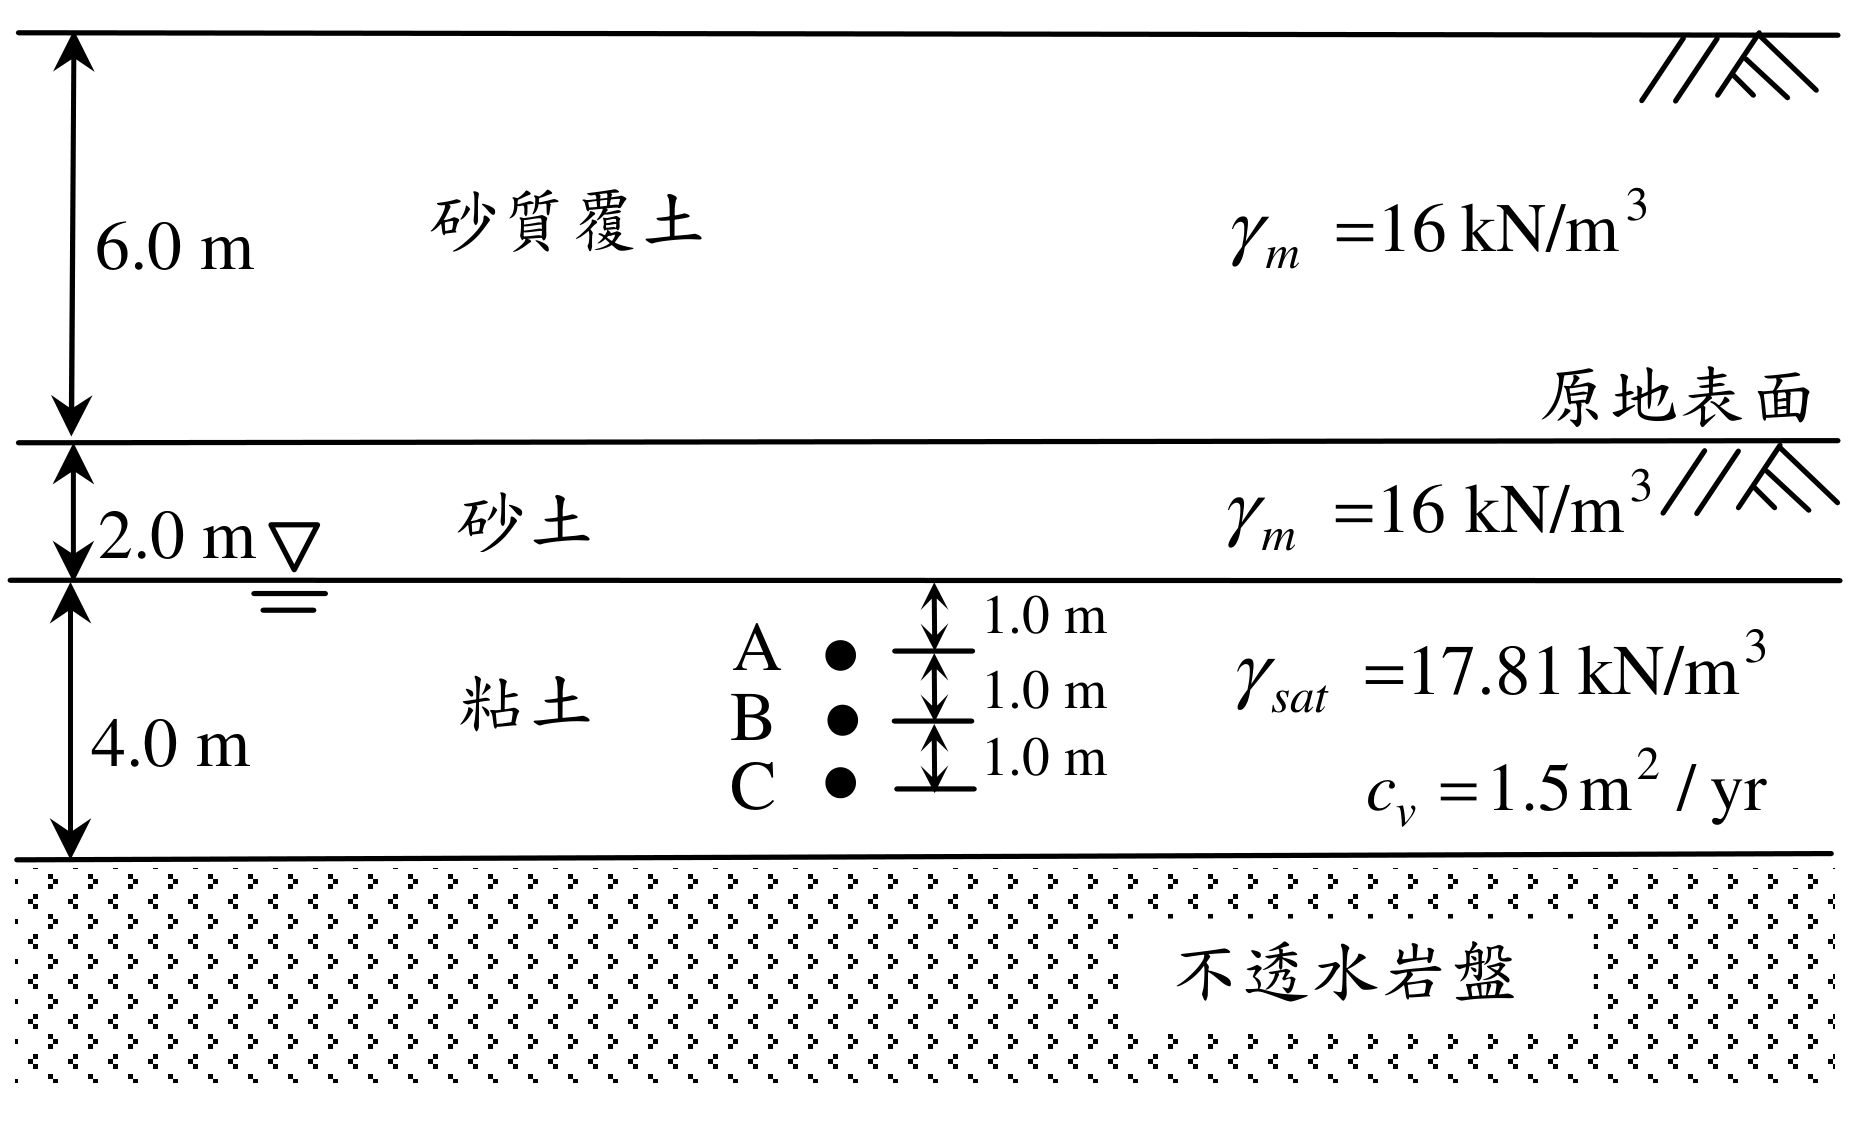 6.0 m 砂質覆土 γm =16 kN/m³
原地表面
2.0 m 砂土 γm =16 kN/m³
1.0 m
A
4.0 m 粘土 B 1.0 m γsat =17.81 kN/m³
C 1.0 m
cv =1.5 m² / yr
不透水岩盤